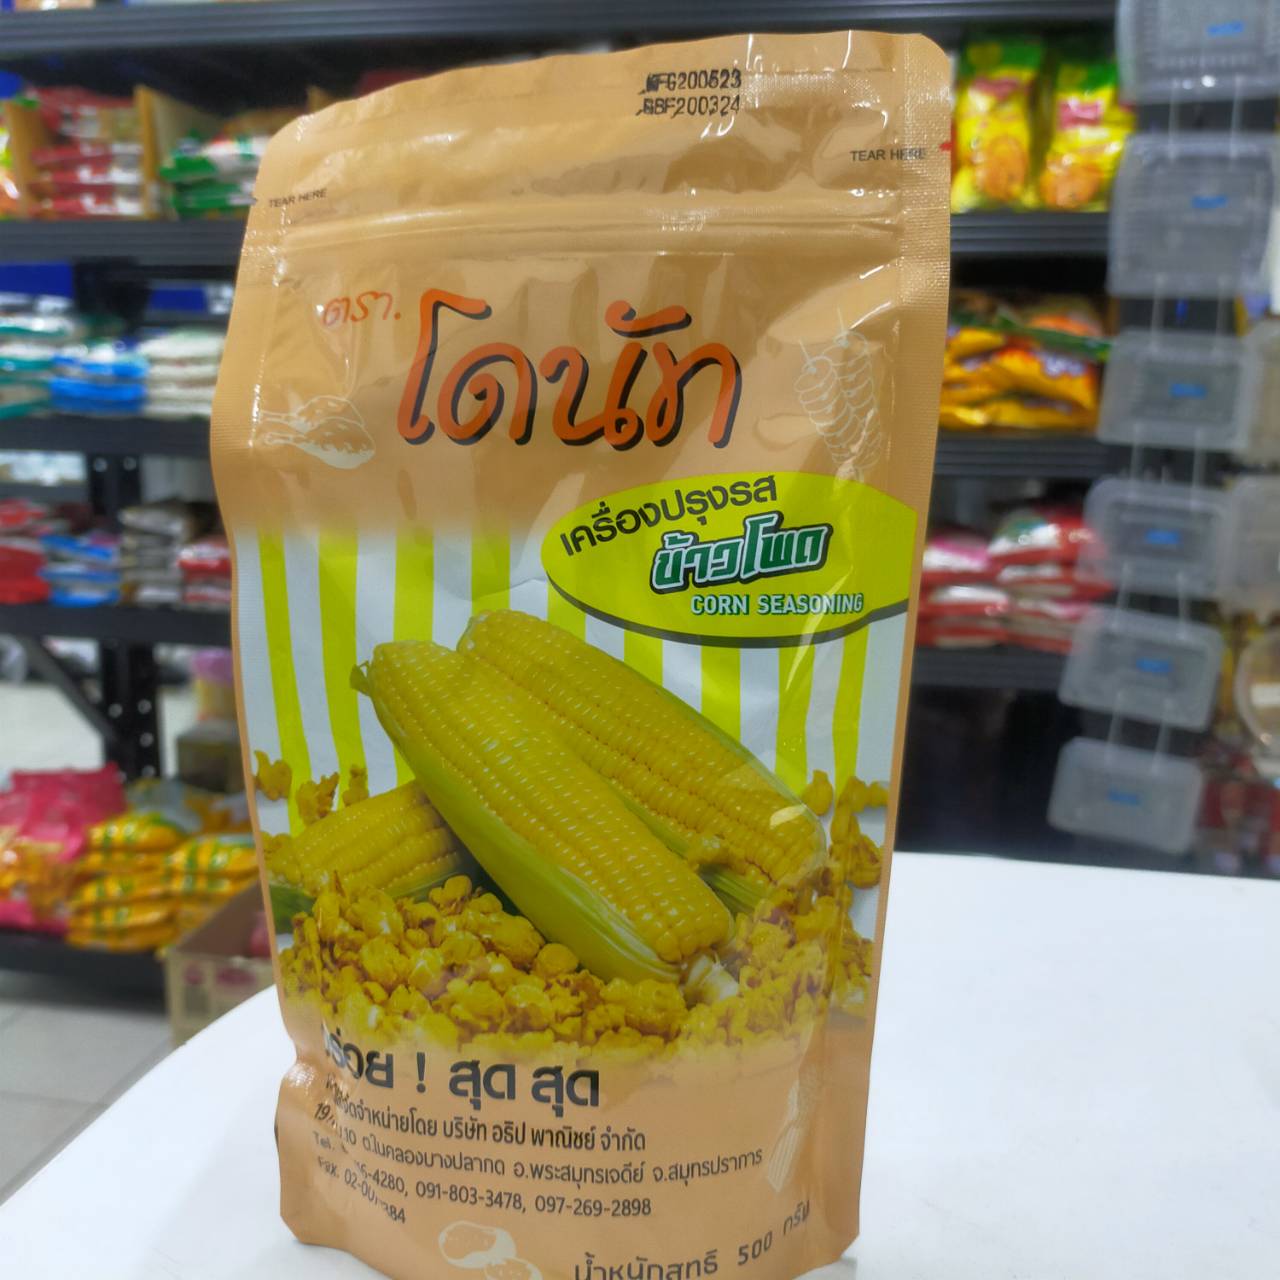 MFG200523
BBF200324
TEAR HERE
TEAR HERE
ตรา.
โดนัท
เครื่องปรุงรส
ข้าวโพด
CORN SEASONING
อร่อย ! สุด สุด
จัดจำหน่ายโดย บริษัท อธิป พาณิชย์ จำกัด
ต.ในคลองบางปลากด อ.พระสมุทรเจดีย์ จ.สมุทรปราการ
Tel. 091-803-3478, 097-269-2898
Fax.
น้ำหนักสุทธิ 500 กรัม